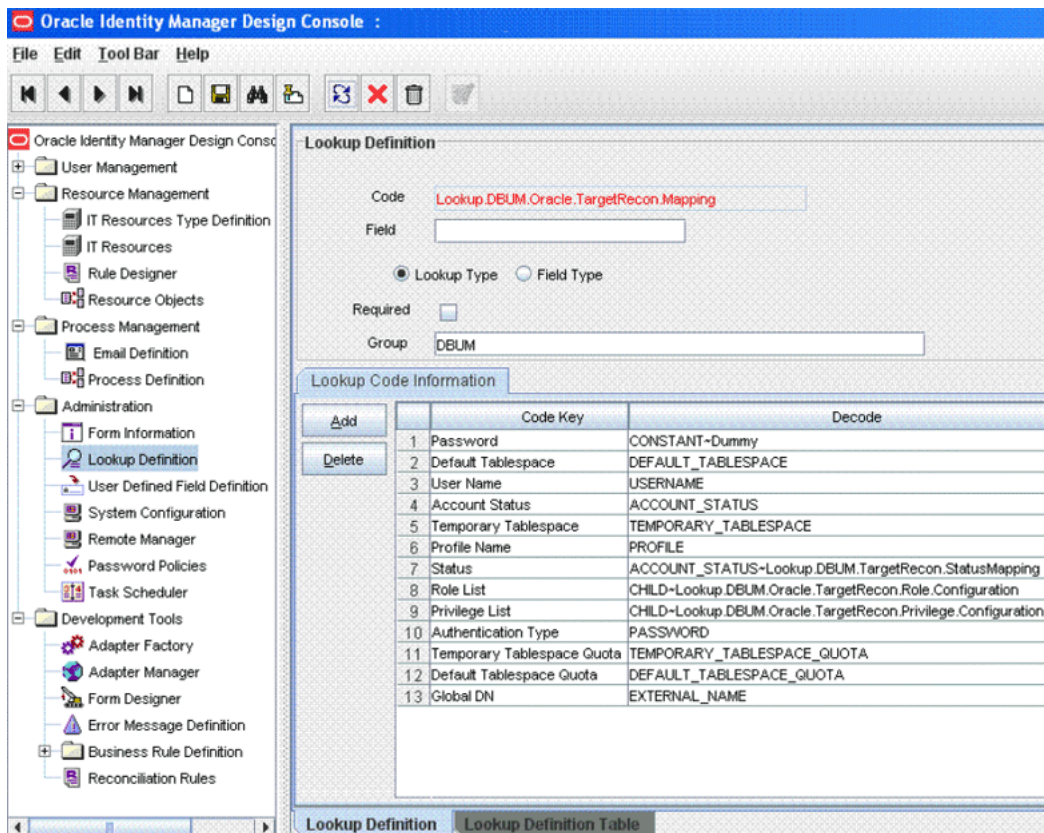 Oracle Identity Manager Design Console :
File Edit Tool Bar Help
Oracle Identity Manager Design Consc
User Management
Resource Management
IT Resources Type Definition
IT Resources
Rule Designer
Resource Objects
Process Management
Email Definition
Process Definition
Administration
Form Information
Lookup Definition
User Defined Field Definition
System Configuration
Remote Manager
Password Policies
Task Scheduler
Development Tools
Adapter Factory
Adapter Manager
Form Designer
Error Message Definition
Business Rule Definition
Reconciliation Rules
Lookup Definition
Code Lookup.DBUM.Oracle.TargetRecon.Mapping
Field
Lookup Type Field Type
Required
Group DBUM
Lookup Code Information
Add
Delete
Code Key Decode
1 Password CONSTANT~Dummy
2 Default Tablespace DEFAULT_TABLESPACE
3 User Name USERNAME
4 Account Status ACCOUNT_STATUS
5 Temporary Tablespace TEMPORARY_TABLESPACE
6 Profile Name PROFILE
7 Status ACCOUNT_STATUS~Lookup.DBUM.TargetRecon.StatusMapping
8 Role List CHILD~Lookup.DBUM.Oracle.TargetRecon.Role.Configuration
9 Privilege List CHILD~Lookup.DBUM.Oracle.TargetRecon.Privilege.Configuration
10 Authentication Type PASSWORD
11 Temporary Tablespace Quota TEMPORARY_TABLESPACE_QUOTA
12 Default Tablespace Quota DEFAULT_TABLESPACE_QUOTA
13 Global DN EXTERNAL_NAME
Lookup Definition Lookup Definition Table